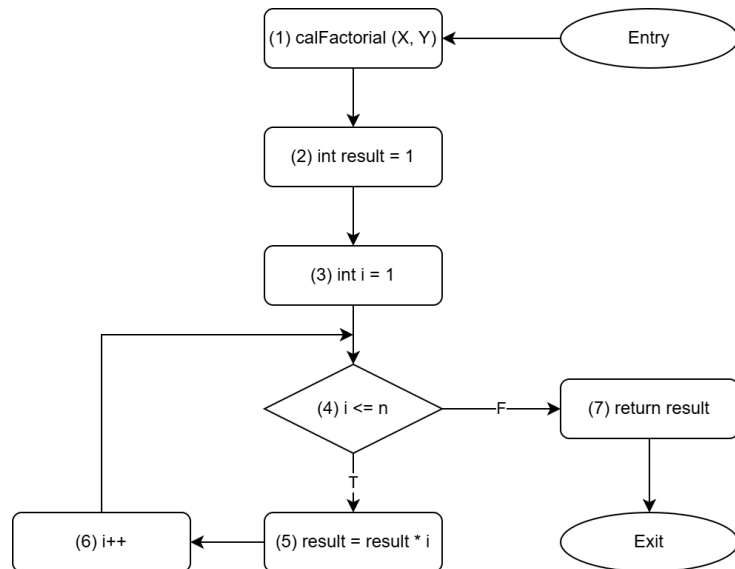 (1) calFactorial (X, Y)
Entry
(2) int result = 1
(3) int i = 1
(4) i <= n
F
(7) return result
T
(6) i++
(5) result = result * i
Exit